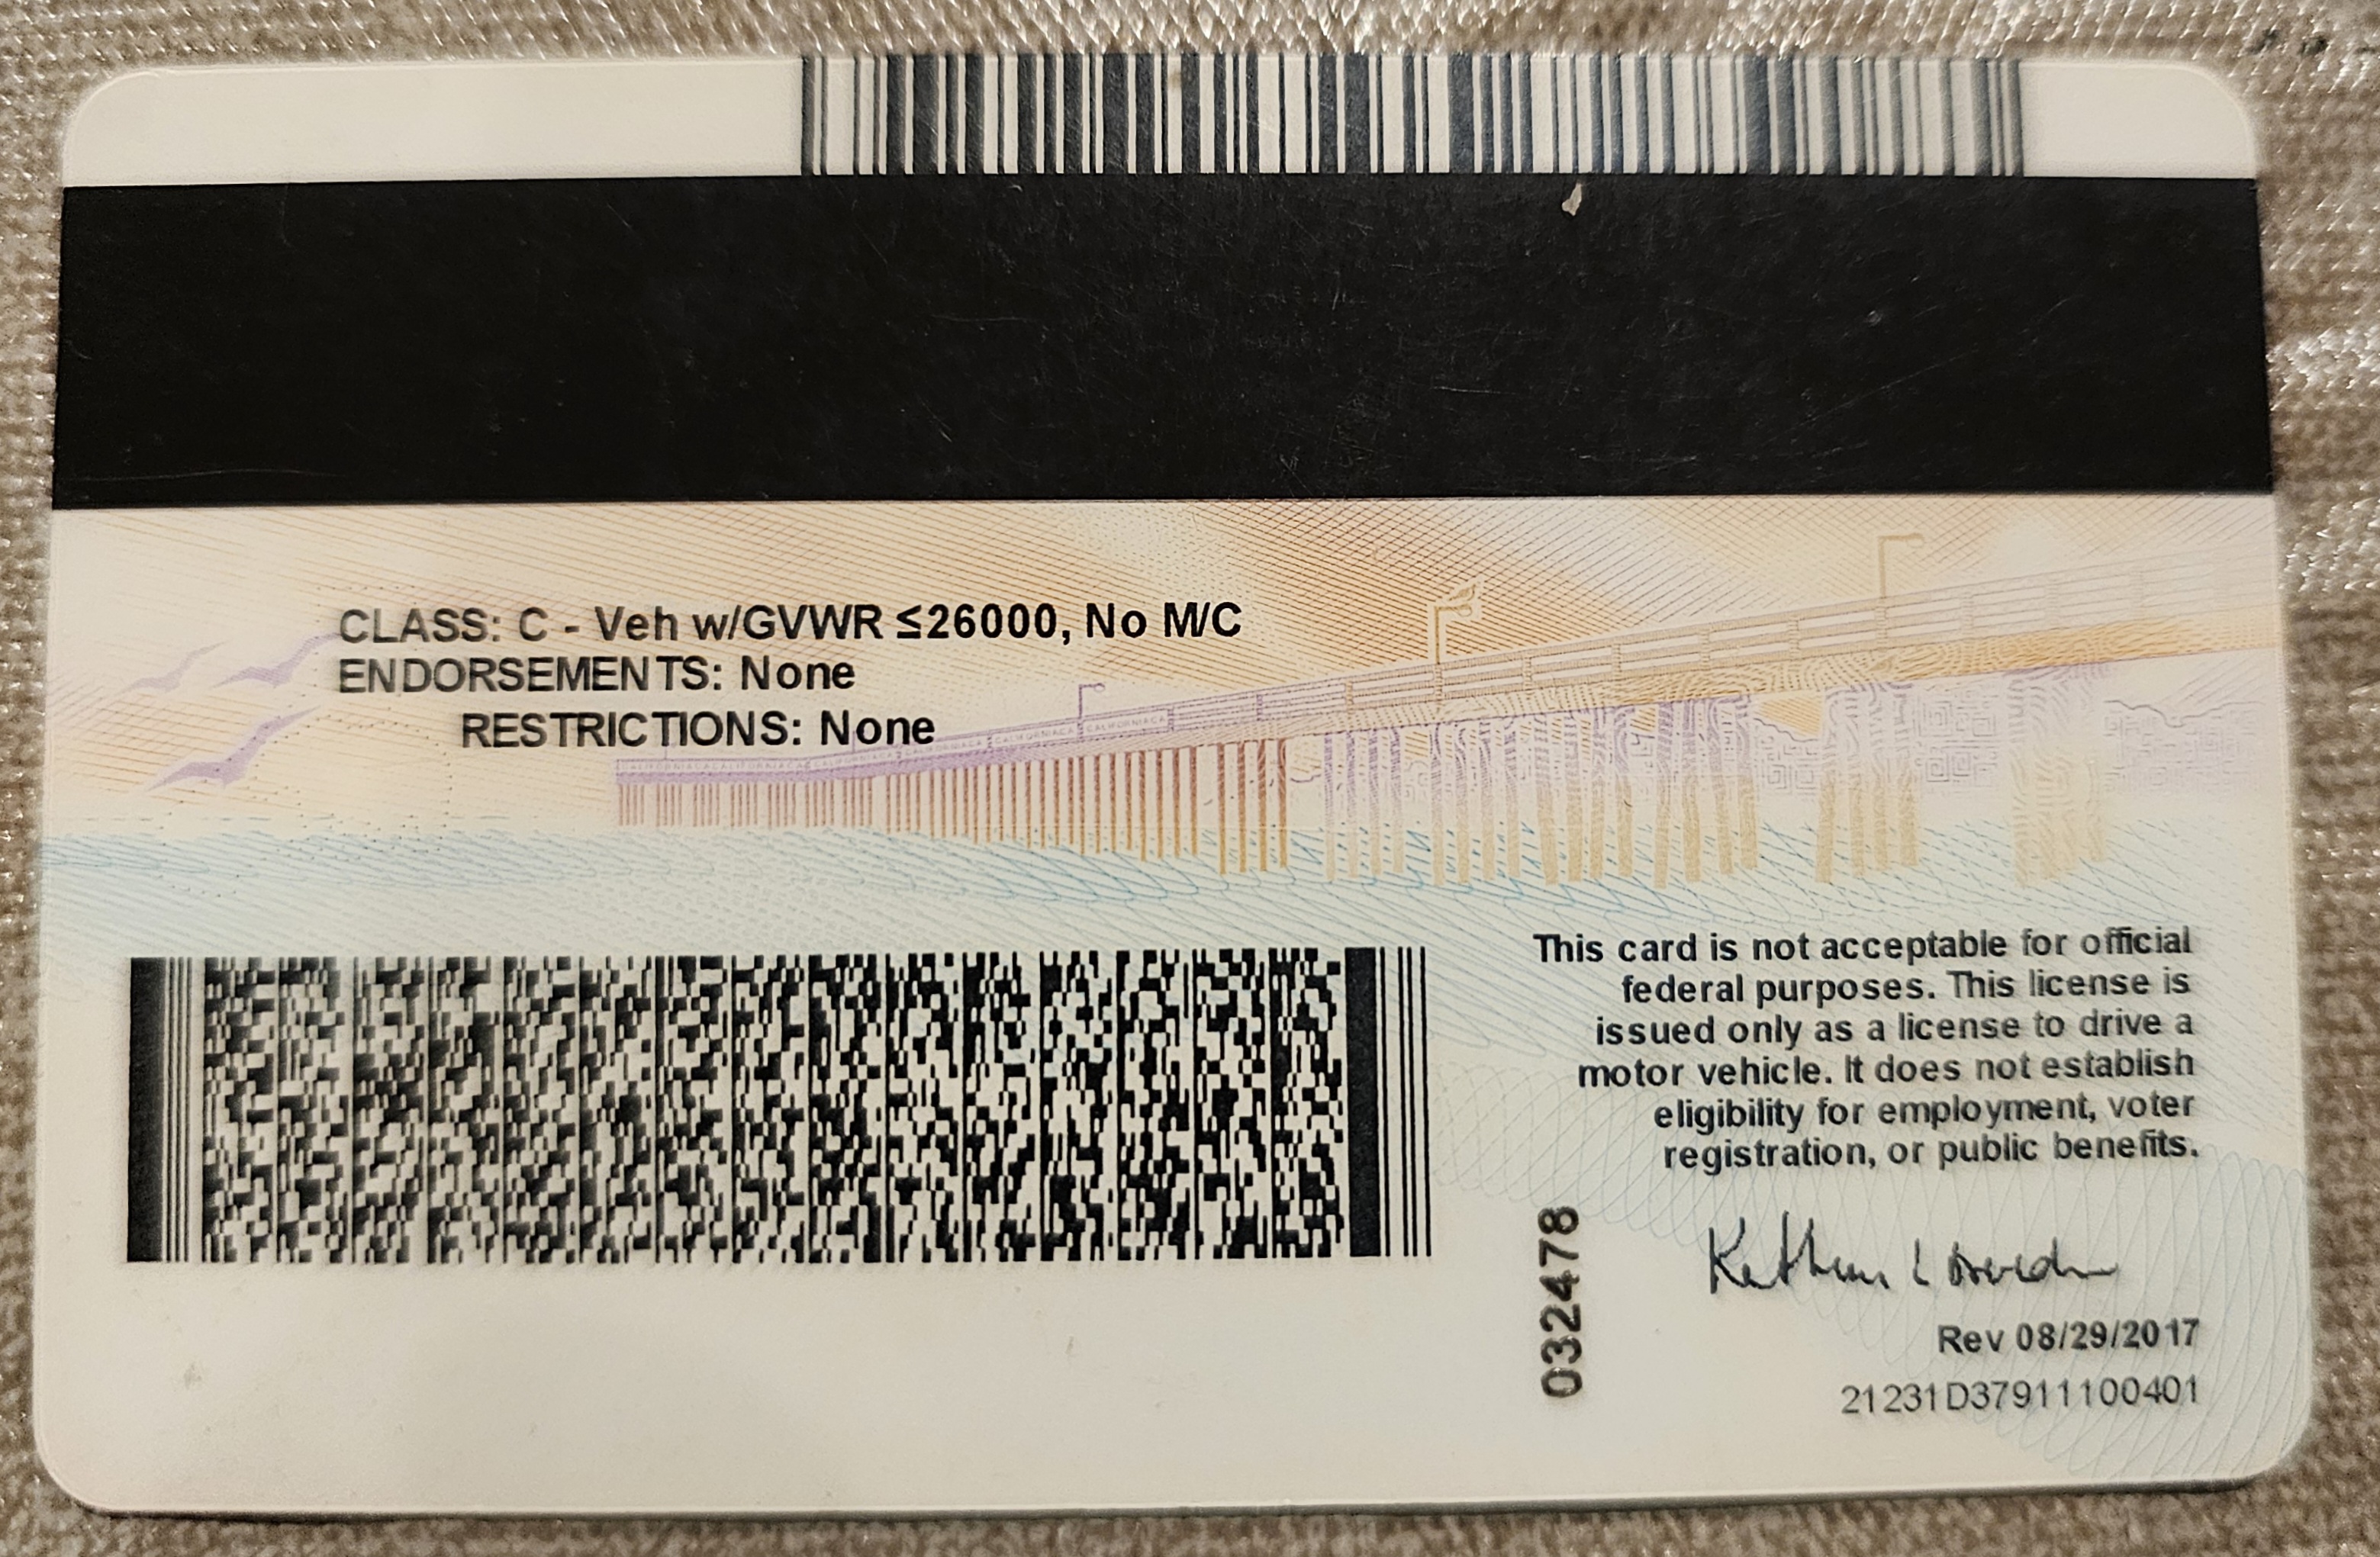 CLASS: C - Veh w/GVWR ≤26000, No M/C
ENDORSEMENTS: None
RESTRICTIONS: None
This card is not acceptable for official
federal purposes. This license is
issued only as a license to drive a
motor vehicle. It does not establish
eligibility for employment, voter
registration, or public benefits.
032478
Rev 08/29/2017
21231D37911100401